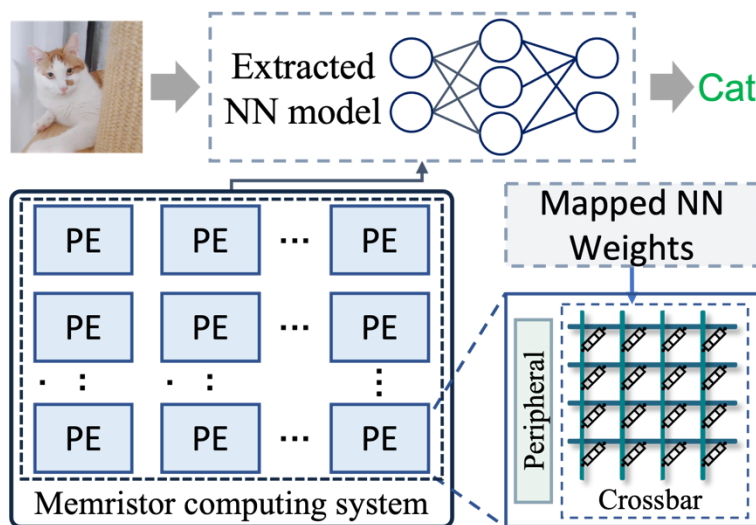 Extracted
NN model
Cat
PE PE ... PE
PE PE ... PE
PE PE ... PE
Memristor computing system
Mapped NN
Weights
Peripheral
Crossbar